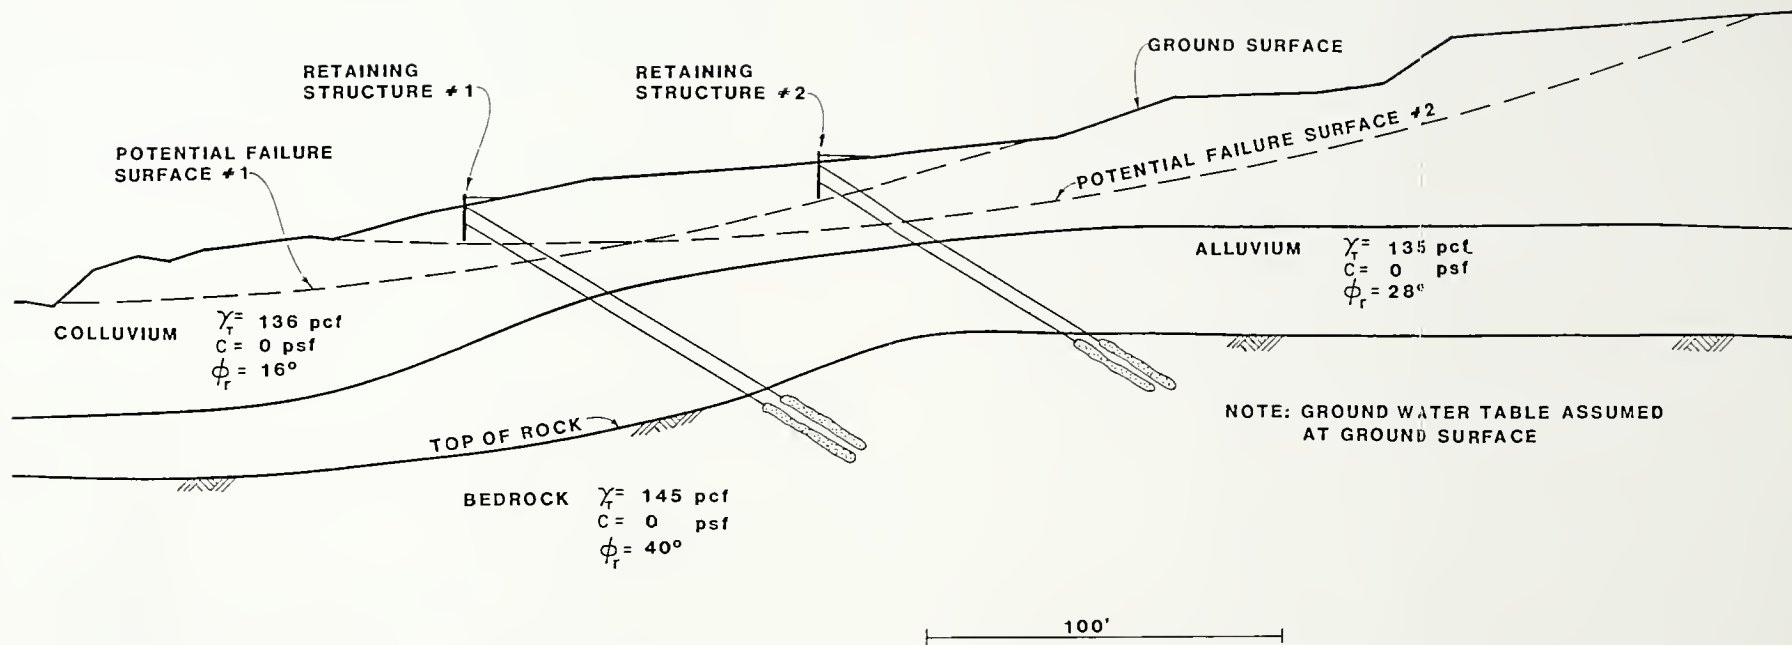 GROUND SURFACE
RETAINING
STRUCTURE #1
RETAINING
STRUCTURE #2
POTENTIAL FAILURE
SURFACE #1
POTENTIAL FAILURE SURFACE #2
ALLUVIUM
γT= 135 pcf
C= 0 psf
ϕr= 28°
COLLUVIUM
γT= 136 pcf
C= 0 psf
ϕr= 16°
TOP OF ROCK
NOTE: GROUND WATER TABLE ASSUMED
AT GROUND SURFACE
BEDROCK
γT= 145 pcf
C= 0 psf
ϕr= 40°
100'